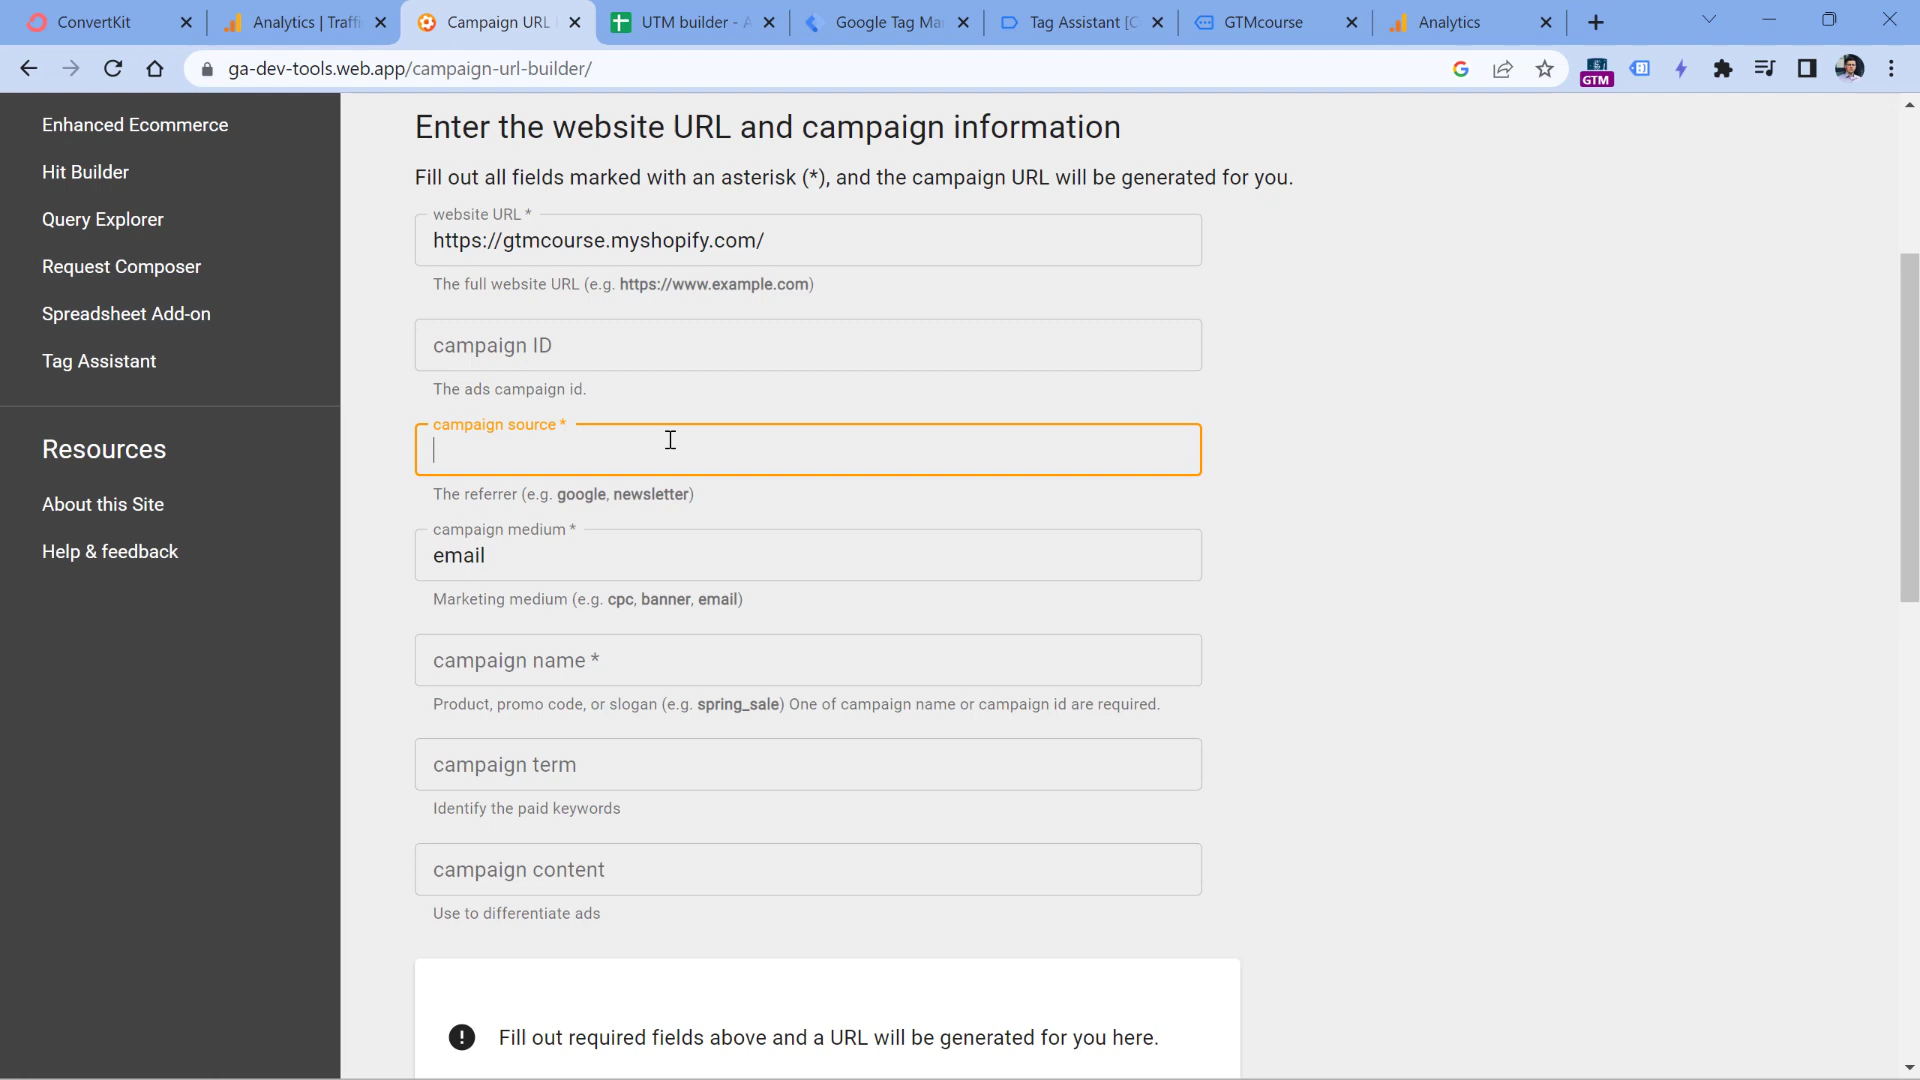 ConvertKit
Analytics | Traffi
Campaign URL
UTM builder - A
Google Tag Ma
Tag Assistant [C
GTMcourse
Analytics
ga-dev-tools.web.app/campaign-url-builder/
GTM
Enhanced Ecommerce
Hit Builder
Query Explorer
Request Composer
Spreadsheet Add-on
Tag Assistant
Resources
About this Site
Help & feedback
Enter the website URL and campaign information
Fill out all fields marked with an asterisk (*), and the campaign URL will be generated for you.
website URL *
https://gtmcourse.myshopify.com/
The full website URL (e.g. https://www.example.com)
campaign ID
The ads campaign id.
campaign source *
The referrer (e.g. google, newsletter)
campaign medium *
email
Marketing medium (e.g. cpc, banner, email)
campaign name *
Product, promo code, or slogan (e.g. spring_sale) One of campaign name or campaign id are required.
campaign term
Identify the paid keywords
campaign content
Use to differentiate ads
Fill out required fields above and a URL will be generated for you here.